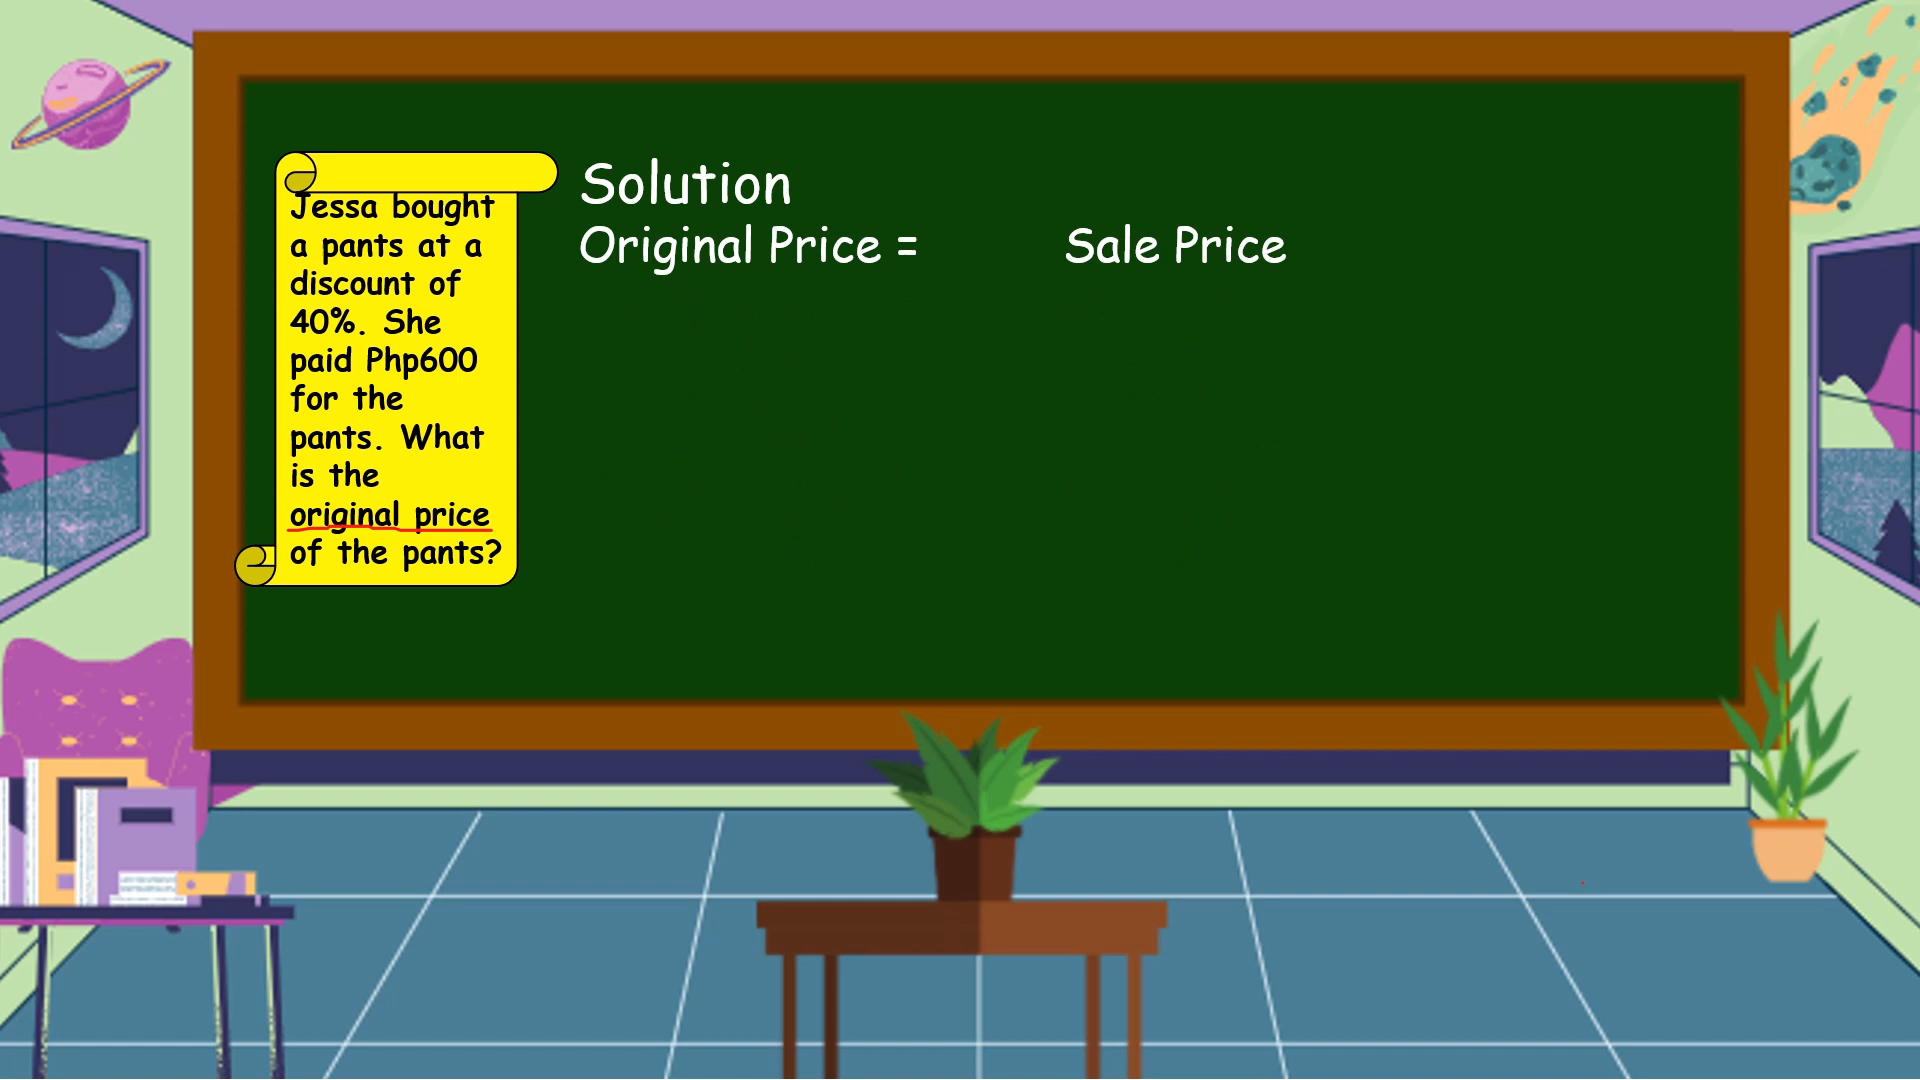 Solution
Original Price = Sale Price
Jessa bought
a pants at a
discount of
40%. She
paid Php600
for the
pants. What
is the
original price
of the pants?